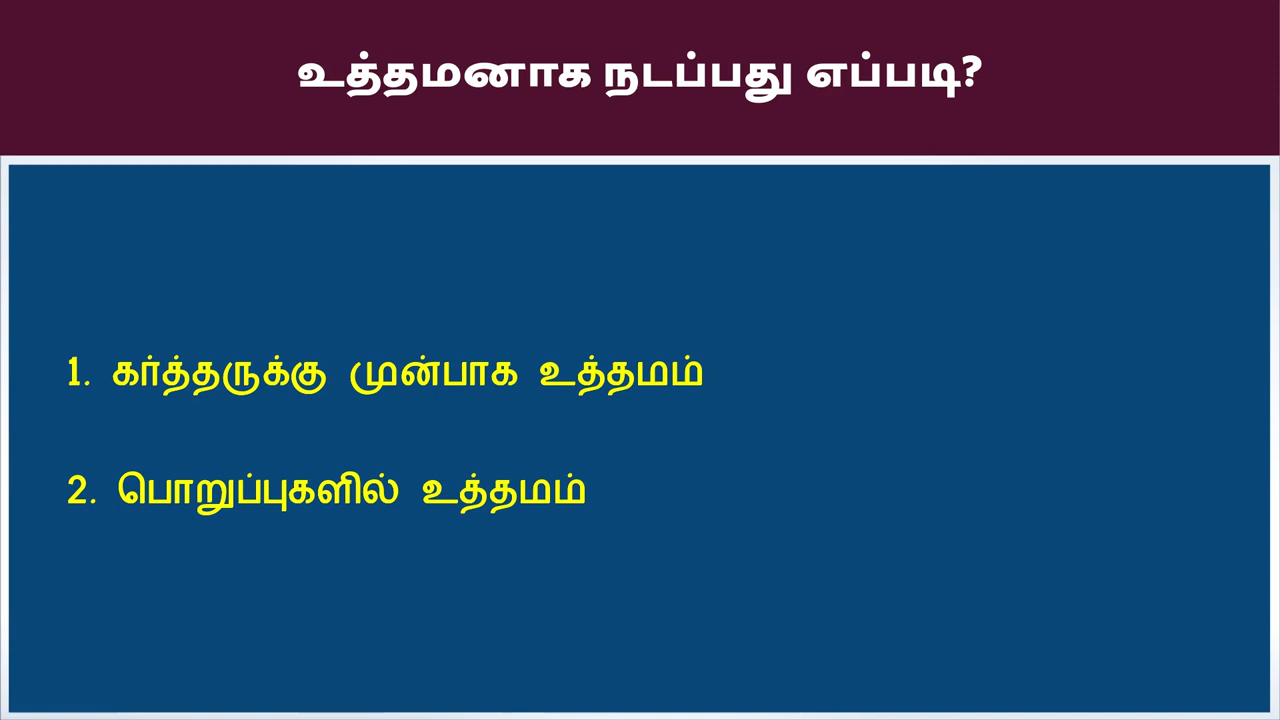 உத்தமனாக நடப்பது எப்படி?
1. கர்த்தருக்கு முன்பாக உத்தமம்
2. பொறுப்புகளில் உத்தமம்